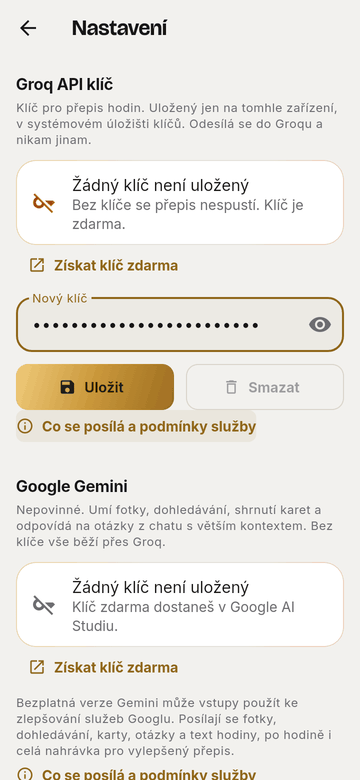 Nastavení
Groq API klíč
Klíč pro přepis hodin. Uložený jen na tomhle zařízení,
v systémovém úložišti klíčů. Odesílá se do Groqu a
nikam jinam.
Žádný klíč není uložený
Bez klíče se přepis nespustí. Klíč je
zdarma.
Získat klíč zdarma
Nový klíč
••••••••••••••••••••••••
Uložit
Smazat
Co se posílá a podmínky služby
Google Gemini
Nepovinné. Umí fotky, dohledávání, shrnutí karet a
odpovídá na otázky z chatu s větším kontextem. Bez
klíče vše běží přes Groq.
Žádný klíč není uložený
Klíč zdarma dostaneš v Google AI
Studiu.
Získat klíč zdarma
Bezplatná verze Gemini může vstupy použít ke
zlepšování služeb Googlu. Posílají se fotky,
dohledávání, karty, otázky a text hodiny, po hodině i
celá nahrávka pro vylepšený přepis.
Co se posílá a podmínky služby